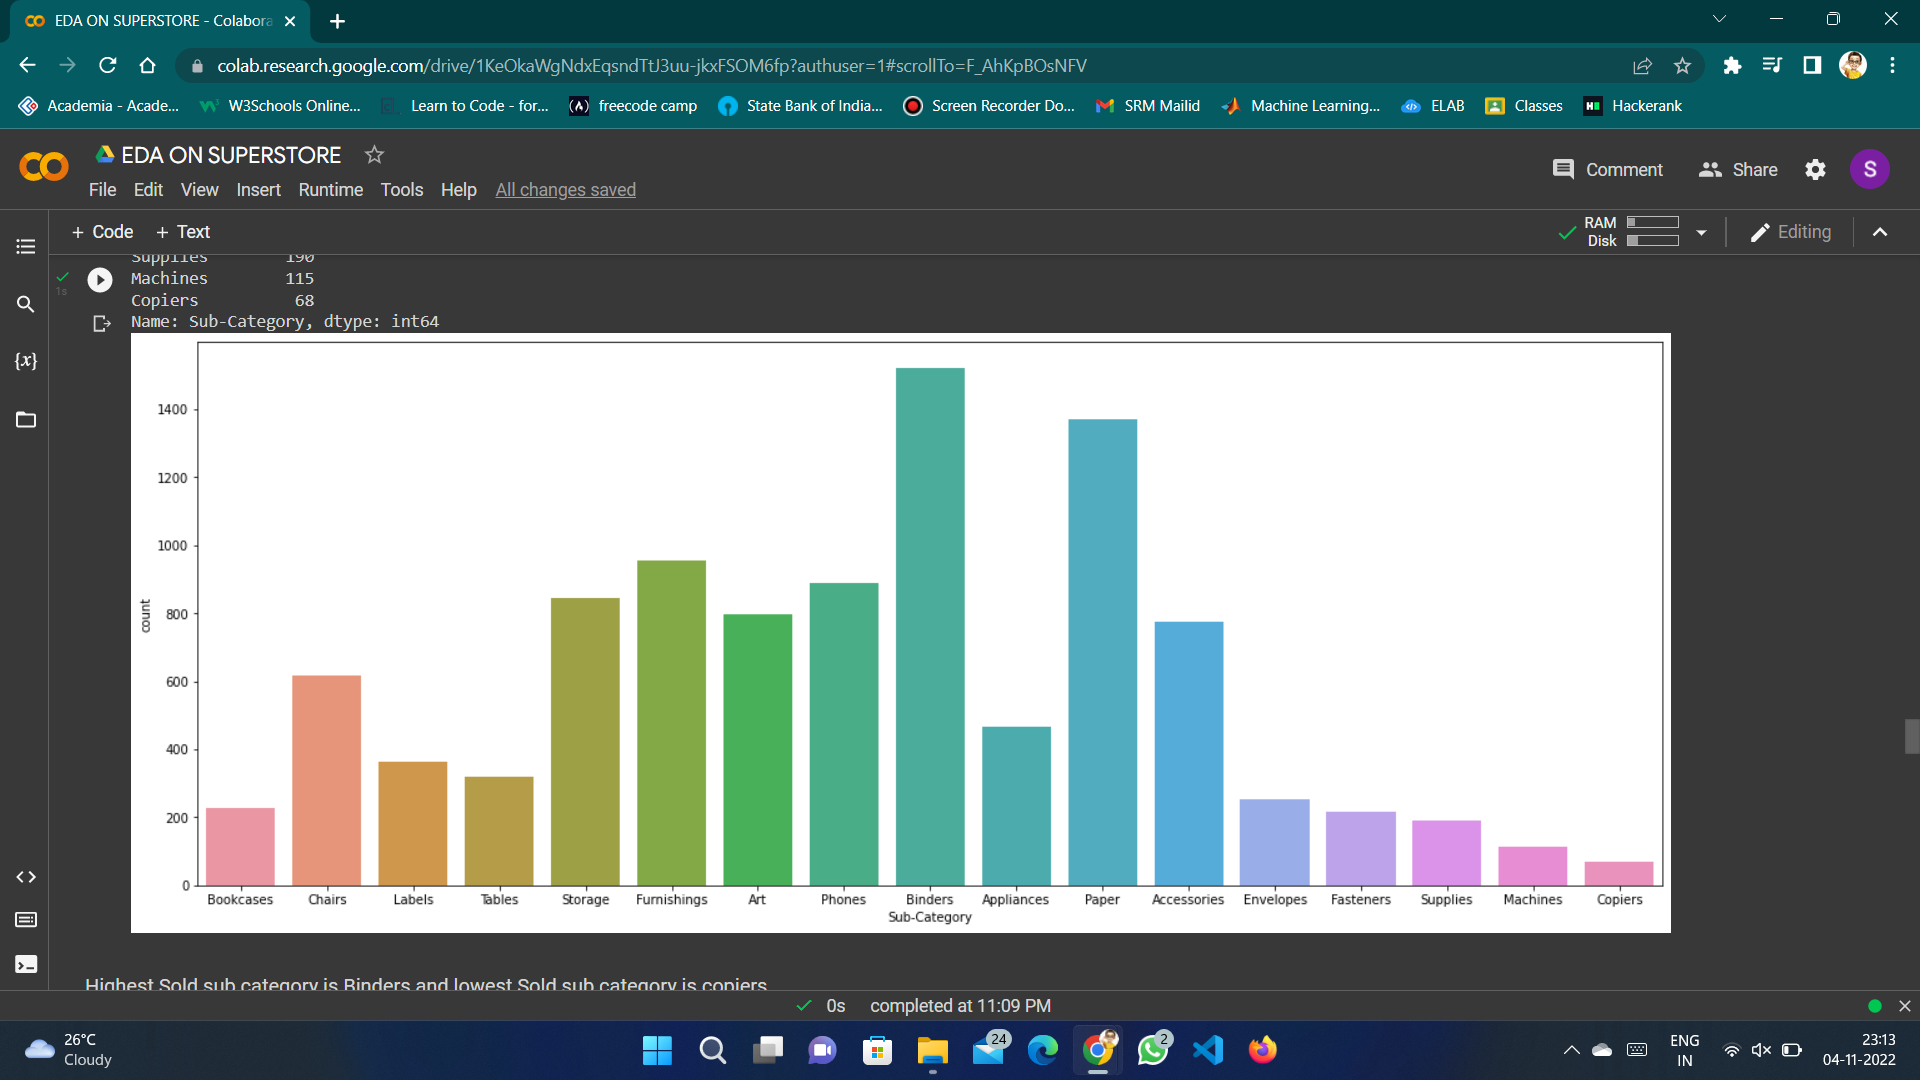 EDA ON SUPERSTORE - Colabora
colab.research.google.com/drive/1KeOkaWgNdxEqsndTtJ3uu-jkxFSOM6fp?authuser=1#scrollTo=F_AhKpBOsNFV
Academia - Acade... W3Schools Online... Learn to Code - for... freecode camp State Bank of India... Screen Recorder Do... SRM Mailid Machine Learning... ELAB Classes Hackerank
EDA ON SUPERSTORE
Comment Share S
File Edit View Insert Runtime Tools Help All changes saved
+ Code + Text
RAM
Disk
Editing
Supplies 190
Machines 115
1s
Copiers 68
Name: Sub-Category, dtype: int64
1400
1200
1000
800
600
400
200
0
count
Bookcases Chairs Labels Tables Storage Furnishings Art Phones Binders Appliances Paper Accessories Envelopes Fasteners Supplies Machines Copiers
Sub-Category
Highest Sold sub category is Binders and lowest Sold sub category is copiers
0s completed at 11:09 PM
26°C
Cloudy
24
2
ENG
IN
23:13
04-11-2022